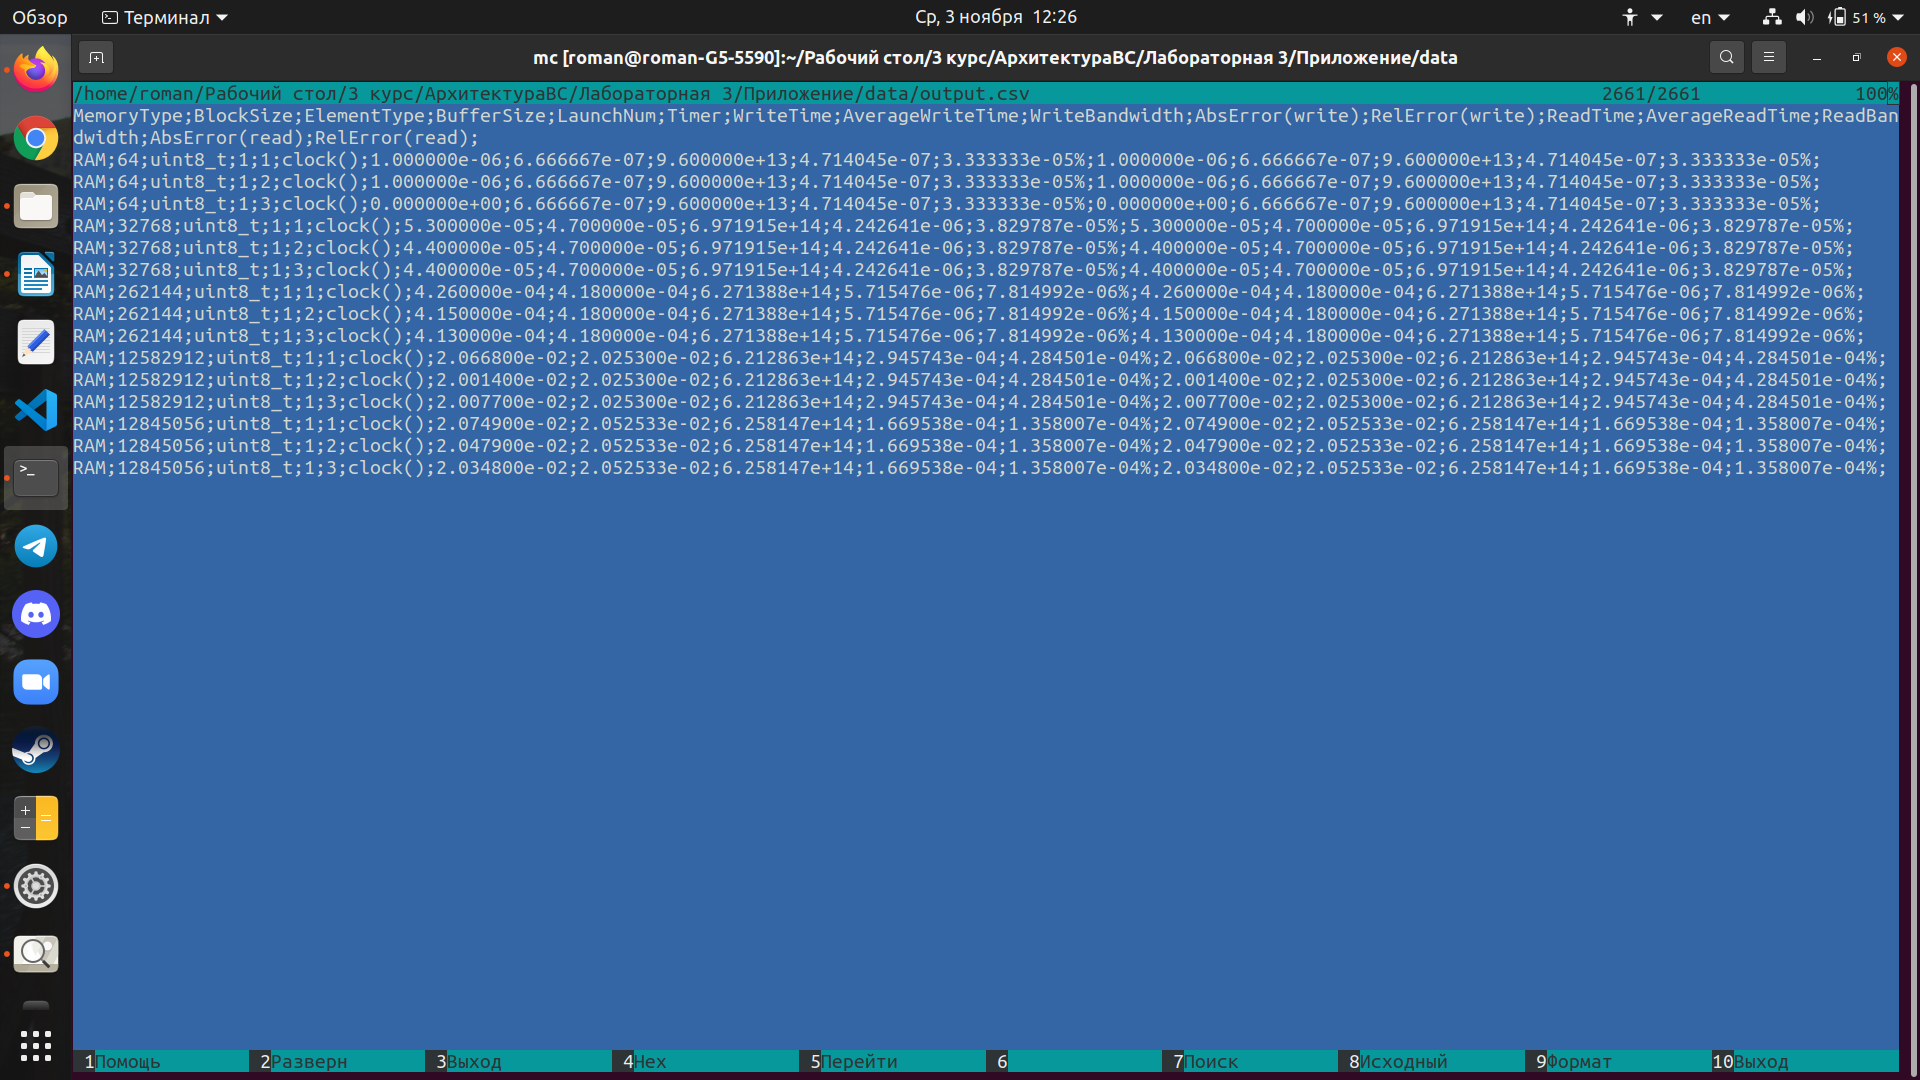 Обзор
Терминал
Ср, 3 ноября 12:26
en
51 %
mc [roman@roman-G5-5590]:~/Рабочий стол/3 курс/АрхитектураВС/Лабораторная 3/Приложение/data
/home/roman/Рабочий стол/3 курс/АрхитектураВС/Лабораторная 3/Приложение/data/output.csv 2661/2661 100%
MemoryType;BlockSize;ElementType;BufferSize;LaunchNum;Timer;WriteTime;AverageWriteTime;WriteBandwidth;AbsError(write);RelError(write);ReadTime;AverageReadTime;ReadBan
dwidth;AbsError(read);RelError(read);
RAM;64;uint8_t;1;1;clock();1.000000e-06;6.666667e-07;9.600000e+13;4.714045e-07;3.333333e-05%;1.000000e-06;6.666667e-07;9.600000e+13;4.714045e-07;3.333333e-05%;
RAM;64;uint8_t;1;2;clock();1.000000e-06;6.666667e-07;9.600000e+13;4.714045e-07;3.333333e-05%;1.000000e-06;6.666667e-07;9.600000e+13;4.714045e-07;3.333333e-05%;
RAM;64;uint8_t;1;3;clock();0.000000e+00;6.666667e-07;9.600000e+13;4.714045e-07;3.333333e-05%;0.000000e+00;6.666667e-07;9.600000e+13;4.714045e-07;3.333333e-05%;
RAM;32768;uint8_t;1;1;clock();5.300000e-05;4.700000e-05;6.971915e+14;4.242641e-06;3.829787e-05%;5.300000e-05;4.700000e-05;6.971915e+14;4.242641e-06;3.829787e-05%;
RAM;32768;uint8_t;1;2;clock();4.400000e-05;4.700000e-05;6.971915e+14;4.242641e-06;3.829787e-05%;4.400000e-05;4.700000e-05;6.971915e+14;4.242641e-06;3.829787e-05%;
RAM;32768;uint8_t;1;3;clock();4.400000e-05;4.700000e-05;6.971915e+14;4.242641e-06;3.829787e-05%;4.400000e-05;4.700000e-05;6.971915e+14;4.242641e-06;3.829787e-05%;
RAM;262144;uint8_t;1;1;clock();4.260000e-04;4.180000e-04;6.271388e+14;5.715476e-06;7.814992e-06%;4.260000e-04;4.180000e-04;6.271388e+14;5.715476e-06;7.814992e-06%;
RAM;262144;uint8_t;1;2;clock();4.150000e-04;4.180000e-04;6.271388e+14;5.715476e-06;7.814992e-06%;4.150000e-04;4.180000e-04;6.271388e+14;5.715476e-06;7.814992e-06%;
RAM;262144;uint8_t;1;3;clock();4.130000e-04;4.180000e-04;6.271388e+14;5.715476e-06;7.814992e-06%;4.130000e-04;4.180000e-04;6.271388e+14;5.715476e-06;7.814992e-06%;
RAM;12582912;uint8_t;1;1;clock();2.066800e-02;2.025300e-02;6.212863e+14;2.945743e-04;4.284501e-04%;2.066800e-02;2.025300e-02;6.212863e+14;2.945743e-04;4.284501e-04%;
RAM;12582912;uint8_t;1;2;clock();2.001400e-02;2.025300e-02;6.212863e+14;2.945743e-04;4.284501e-04%;2.001400e-02;2.025300e-02;6.212863e+14;2.945743e-04;4.284501e-04%;
RAM;12582912;uint8_t;1;3;clock();2.007700e-02;2.025300e-02;6.212863e+14;2.945743e-04;4.284501e-04%;2.007700e-02;2.025300e-02;6.212863e+14;2.945743e-04;4.284501e-04%;
RAM;12845056;uint8_t;1;1;clock();2.074900e-02;2.052533e-02;6.258147e+14;1.669538e-04;1.358007e-04%;2.074900e-02;2.052533e-02;6.258147e+14;1.669538e-04;1.358007e-04%;
RAM;12845056;uint8_t;1;2;clock();2.047900e-02;2.052533e-02;6.258147e+14;1.669538e-04;1.358007e-04%;2.047900e-02;2.052533e-02;6.258147e+14;1.669538e-04;1.358007e-04%;
RAM;12845056;uint8_t;1;3;clock();2.034800e-02;2.052533e-02;6.258147e+14;1.669538e-04;1.358007e-04%;2.034800e-02;2.052533e-02;6.258147e+14;1.669538e-04;1.358007e-04%;
1Помощь 2Разверн 3Выход 4Hex 5Перейти 6 7Поиск 8Исходный 9Формат 10Выход